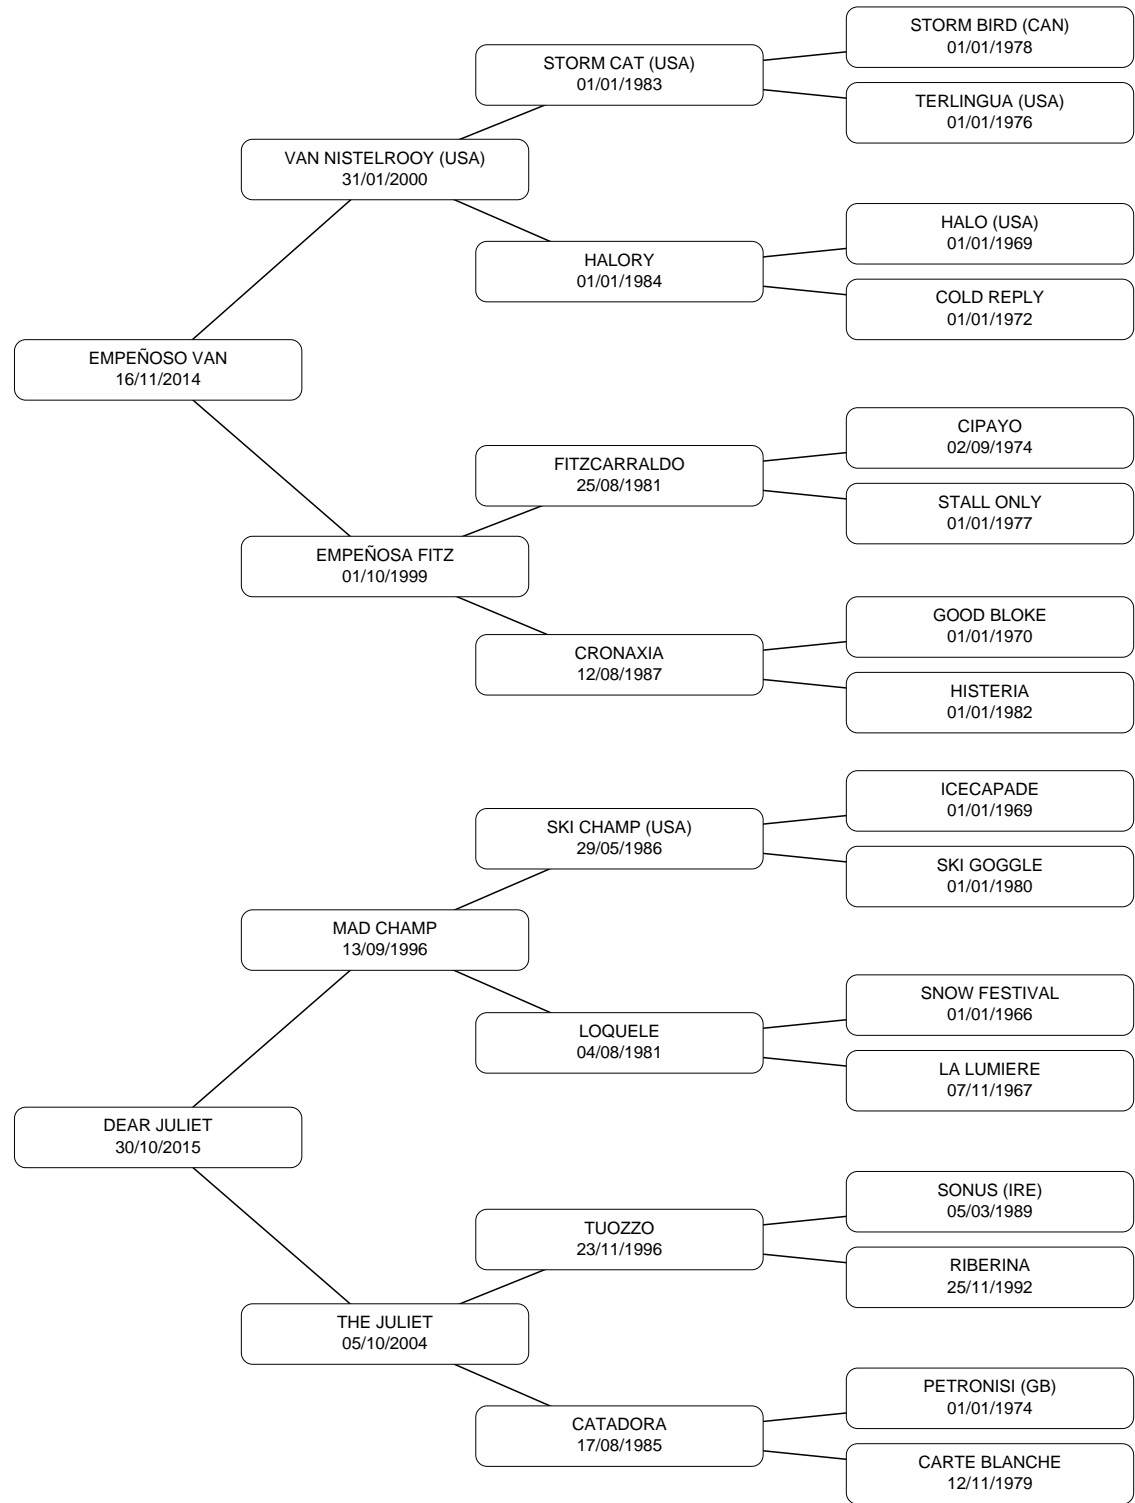 STORM BIRD (CAN)
01/01/1978
STORM CAT (USA)
01/01/1983
TERLINGUA (USA)
01/01/1976
VAN NISTELROOY (USA)
31/01/2000
HALO (USA)
01/01/1969
HALORY
01/01/1984
COLD REPLY
01/01/1972
EMPEÑOSO VAN
16/11/2014
CIPAYO
02/09/1974
FITZCARRALDO
25/08/1981
STALL ONLY
01/01/1977
EMPEÑOSA FITZ
01/10/1999
GOOD BLOKE
01/01/1970
CRONAXIA
12/08/1987
HISTERIA
01/01/1982
ICECAPADE
01/01/1969
SKI CHAMP (USA)
29/05/1986
SKI GOGGLE
01/01/1980
MAD CHAMP
13/09/1996
SNOW FESTIVAL
01/01/1966
LOQUELE
04/08/1981
LA LUMIERE
07/11/1967
DEAR JULIET
30/10/2015
SONUS (IRE)
05/03/1989
TUOZZO
23/11/1996
RIBERINA
25/11/1992
THE JULIET
05/10/2004
PETRONISI (GB)
01/01/1974
CATADORA
17/08/1985
CARTE BLANCHE
12/11/1979